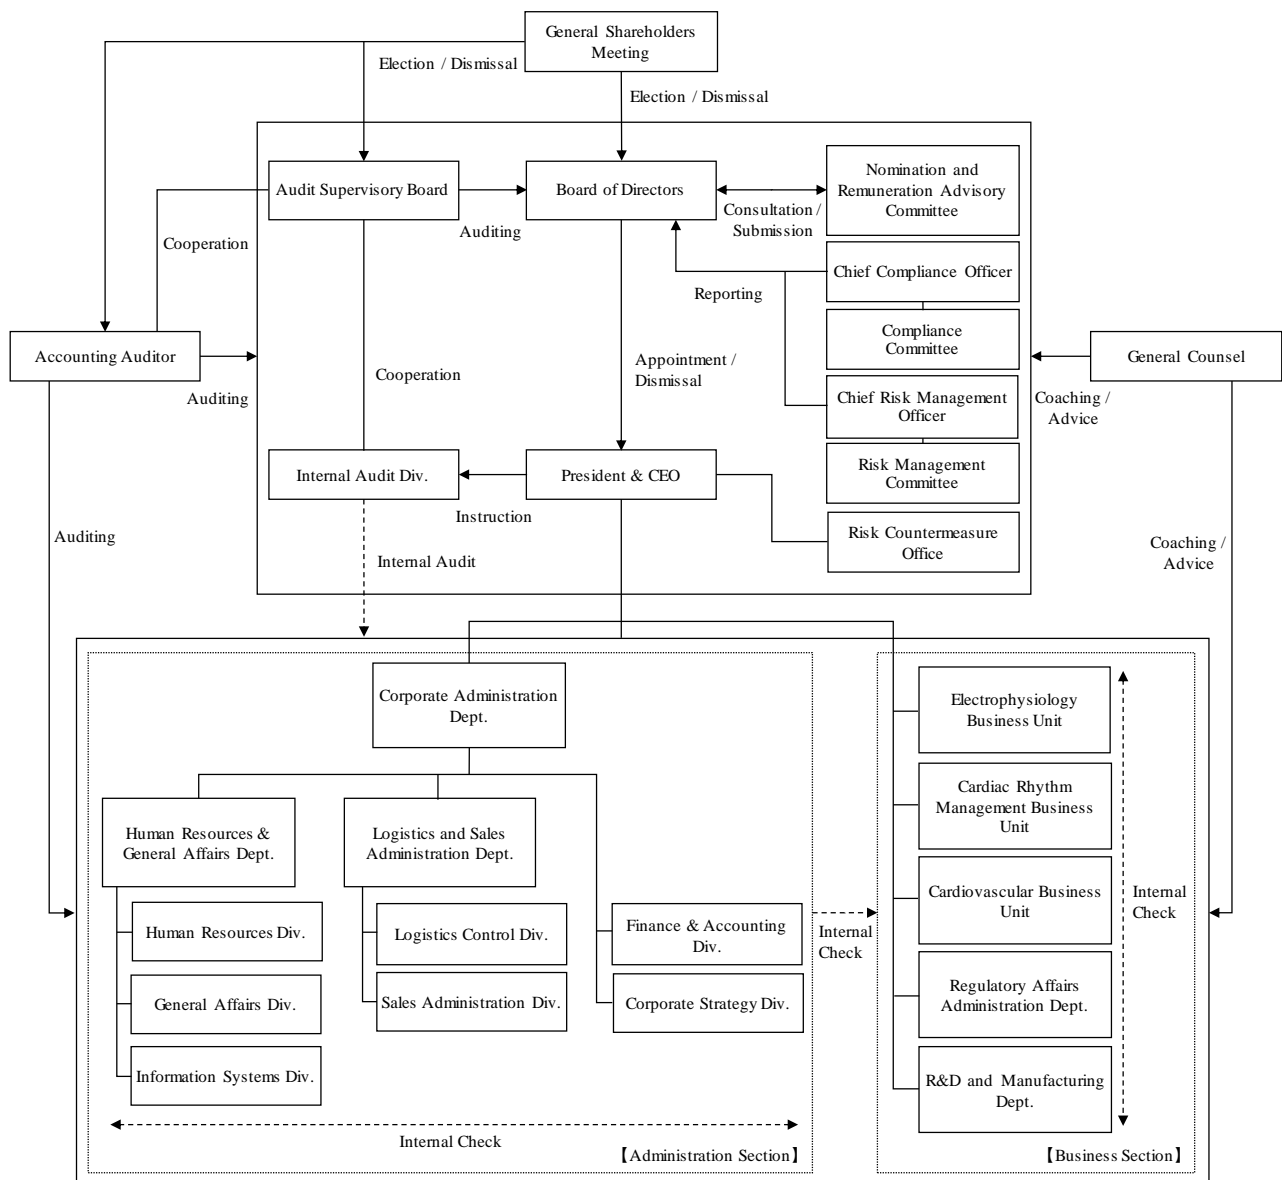 General Shareholders
Meeting
Election / Dismissal
Election / Dismissal
Audit Supervisory Board
Board of Directors
Nomination and
Remuneration Advisory
Committee
Consultation /
Submission
Auditing
Cooperation
Chief Compliance Officer
Reporting
Compliance
Committee
Accounting Auditor
General Counsel
Auditing
Cooperation
Appointment /
Dismissal
Chief Risk Management
Officer
Coaching /
Advice
Internal Audit Div.
President & CEO
Risk Management
Committee
Instruction
Risk Countermeasure
Office
Auditing
Internal Audit
Coaching /
Advice
Corporate Administration
Dept.
Electrophysiology
Business Unit
Cardiac Rhythm
Management Business
Unit
Human Resources &
General Affairs Dept.
Logistics and Sales
Administration Dept.
Cardiovascular Business
Unit
Internal
Check
Human Resources Div.
Logistics Control Div.
Finance & Accounting
Div.
Internal
Check
General Affairs Div.
Sales Administration Div.
Corporate Strategy Div.
Regulatory Affairs
Administration Dept.
Information Systems Div.
R&D and Manufacturing
Dept.
Internal Check
【Administration Section】
【Business Section】